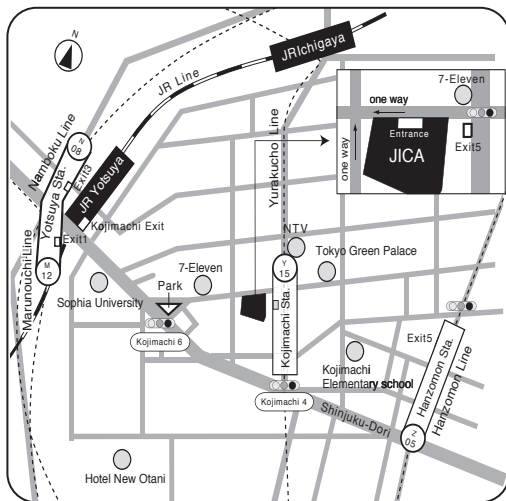 N
JR Ichigaya
JR Line
7-Eleven
one way
one way
Entrance
JICA
Exit5
Namboku Line
N
08
Yotsuya Sta.
Exit3
JR Yotsuya
Kojimachi Exit
Exit1
Marunouchi Line
M
12
Yurakucho Line
NTV
Tokyo Green Palace
Y
15
Kojimachi Sta.
7-Eleven
Park
Sophia University
Kojimachi 6
Exit5
Hanzomon Sta.
Hanzomon Line
Kojimachi
Elementary school
Kojimachi 4
Shinjuku-Dori
Z
05
Hotel New Otani